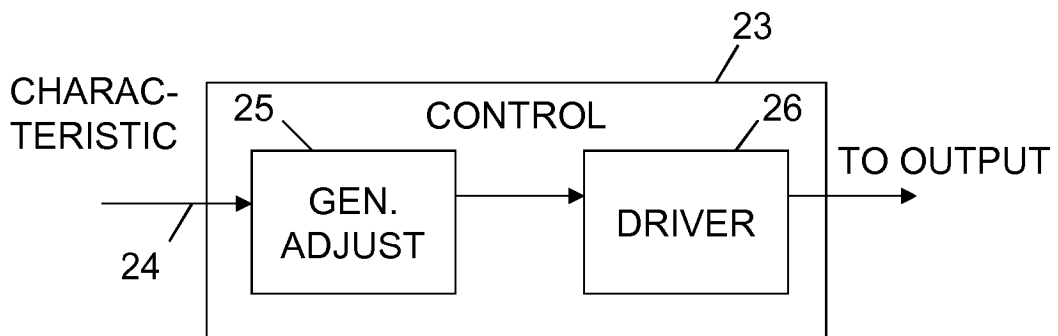 23
CHARAC-
TERISTIC
25
CONTROL
26
TO OUTPUT
GEN.
ADJUST
DRIVER
24